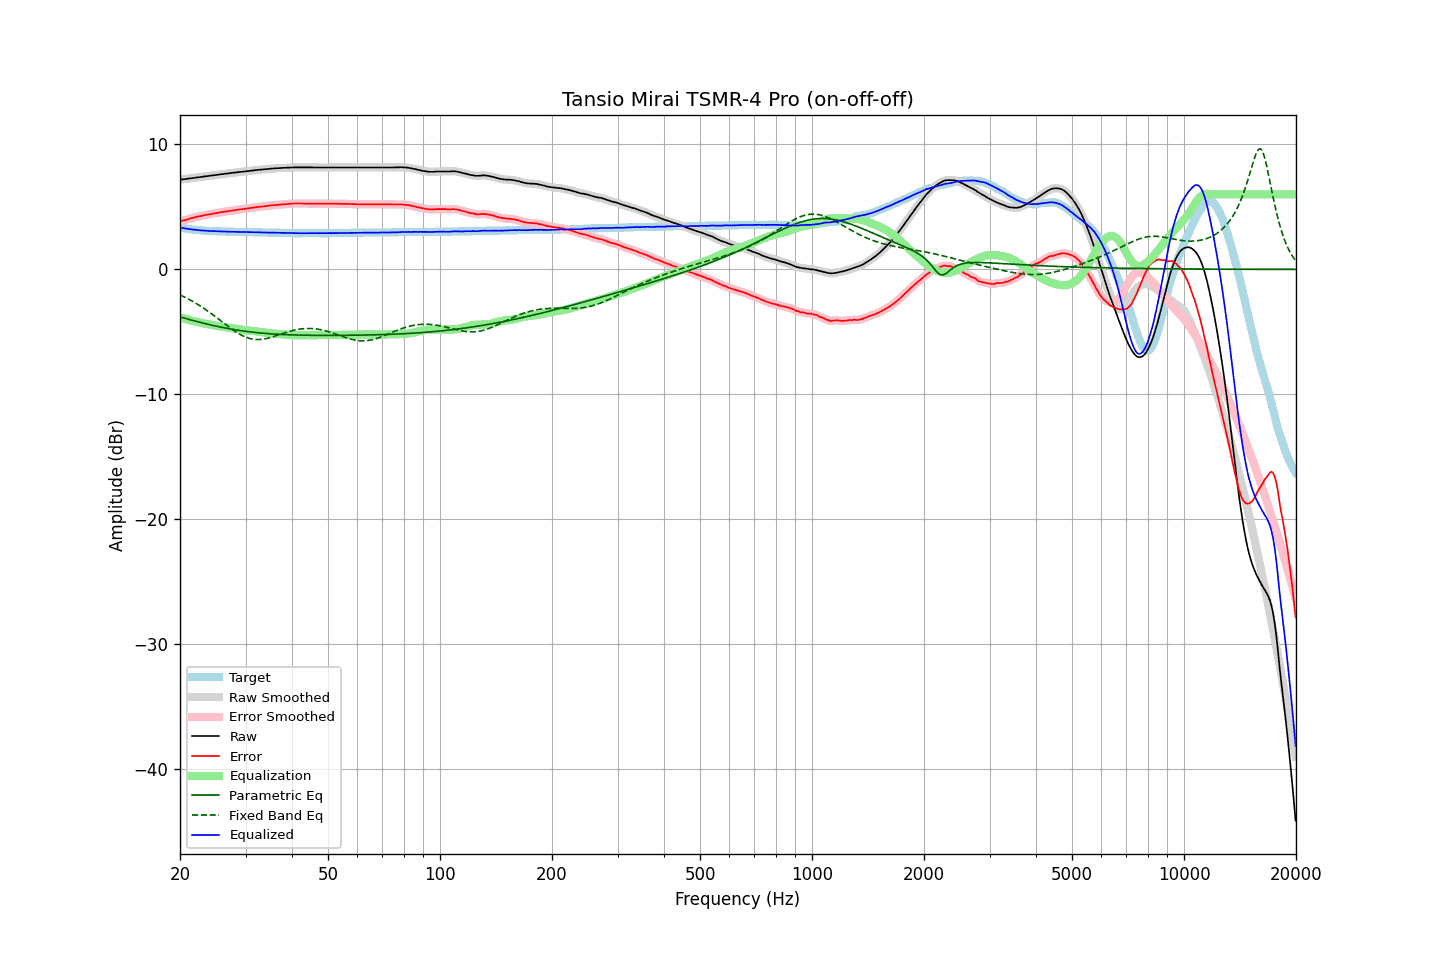 Tansio Mirai TSMR-4 Pro (on-off-off)
10
0
−10
−20
−30
−40
Amplitude (dBr)
Target
Raw Smoothed
Error Smoothed
Raw
Error
Equalization
Parametric Eq
Fixed Band Eq
Equalized
20 50 100 200 500 1000 2000 5000 10000 20000
Frequency (Hz)